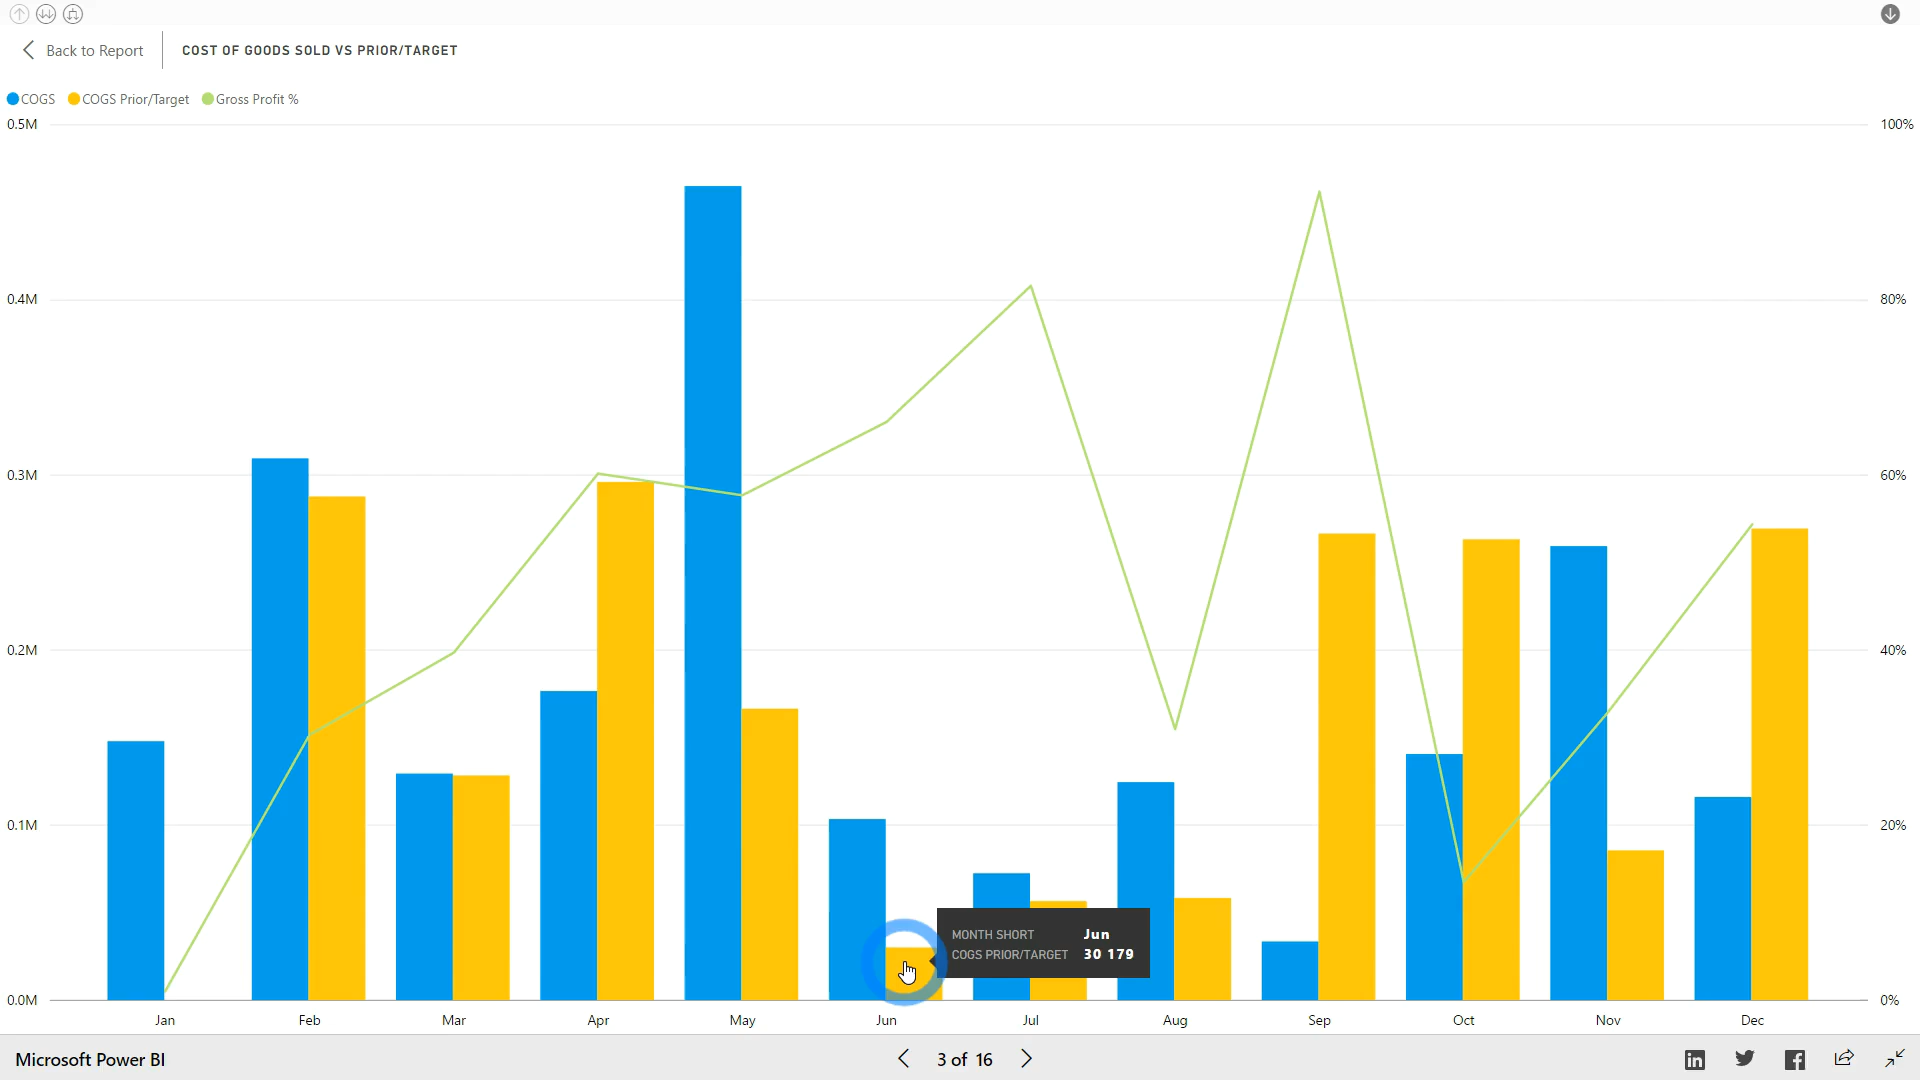 Back to Report
COST OF GOODS SOLD VS PRIOR/TARGET
COGS COGS Prior/Target Gross Profit %
0.5M 100%
0.4M 80%
0.3M 60%
0.2M 40%
0.1M 20%
MONTH SHORT Jun
COGS PRIOR/TARGET 30 179
0.0M 0%
Jan Feb Mar Apr May Jun Jul Aug Sep Oct Nov Dec
Microsoft Power BI 3 of 16